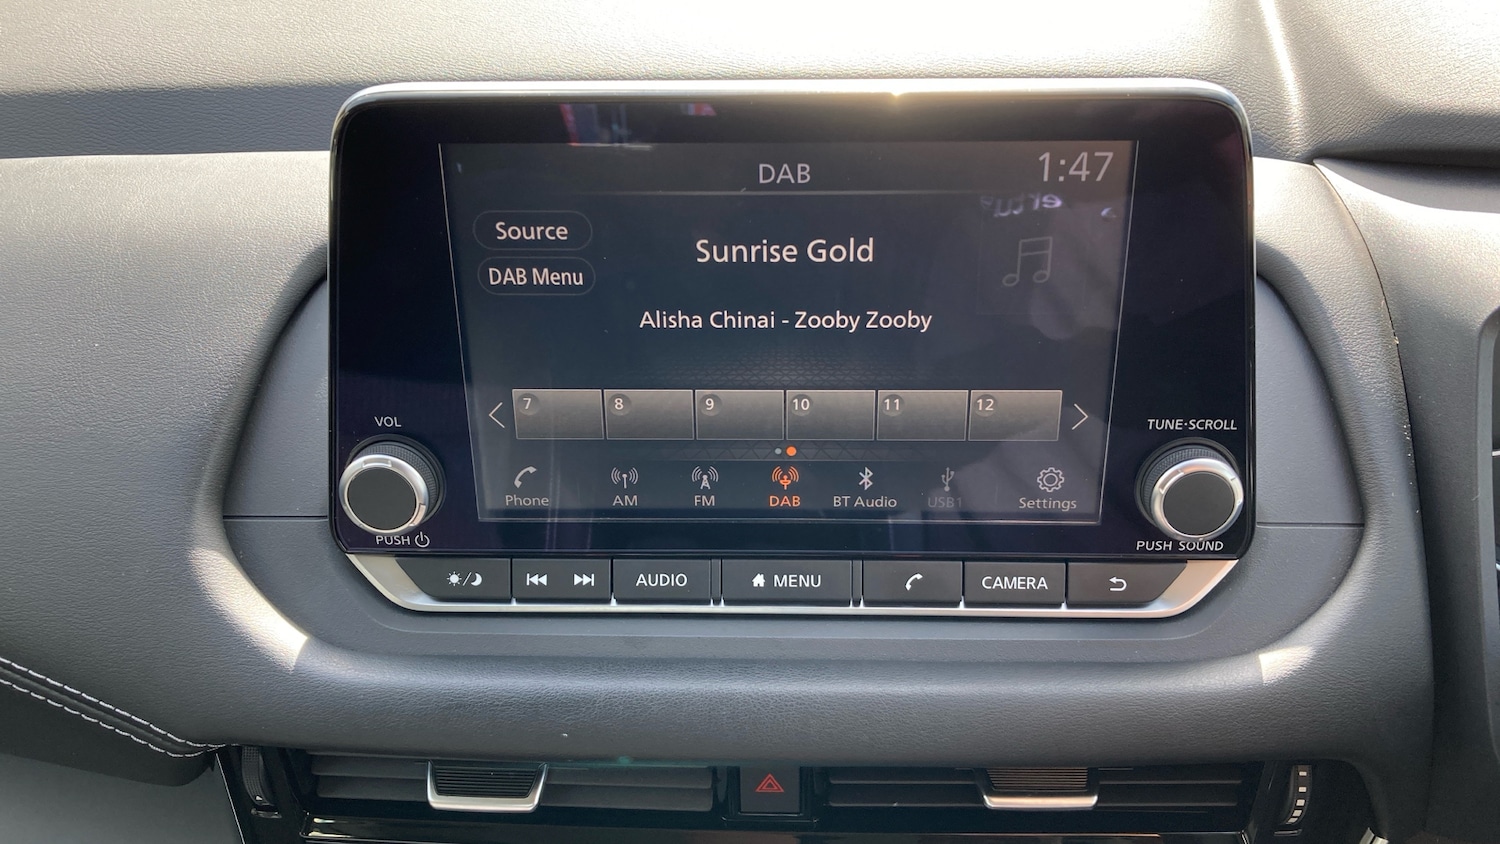 DAB
1:47
Source
Sunrise Gold
DAB Menu
Alisha Chinai - Zooby Zooby
7 8 9 10 11 12
VOL
TUNE·SCROLL
Phone AM FM DAB BT Audio USB1 Settings
PUSH
PUSH SOUND
AUDIO MENU CAMERA